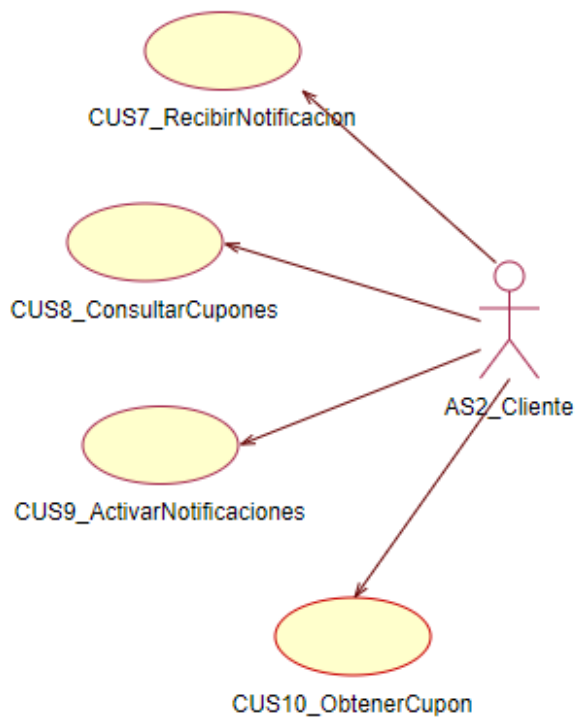 CUS7_RecibirNotificacion
CUS8_ConsultarCupones
AS2_Cliente
CUS9_ActivarNotificaciones
CUS10_ObtenerCupon